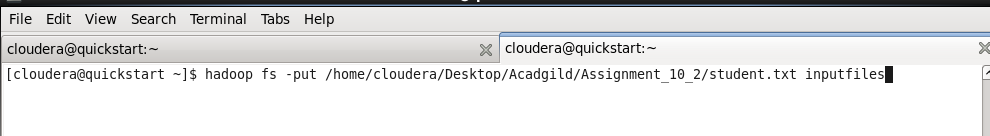 File Edit View Search Terminal Tabs Help
cloudera@quickstart:~ cloudera@quickstart:~
[cloudera@quickstart ~]$ hadoop fs -put /home/cloudera/Desktop/Acadgild/Assignment_10_2/student.txt inputfiles